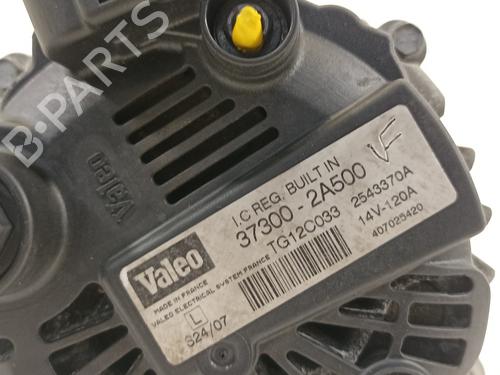 I.C REG. BUILT IN
37300 - 2A500
TG12C033 2543370A
14V-120A
407025420
Valeo
MADE IN FRANCE
VALEO ELECTRICAL SYSTEM FRANCE
L
S24/07
Valeo
B-PARTS